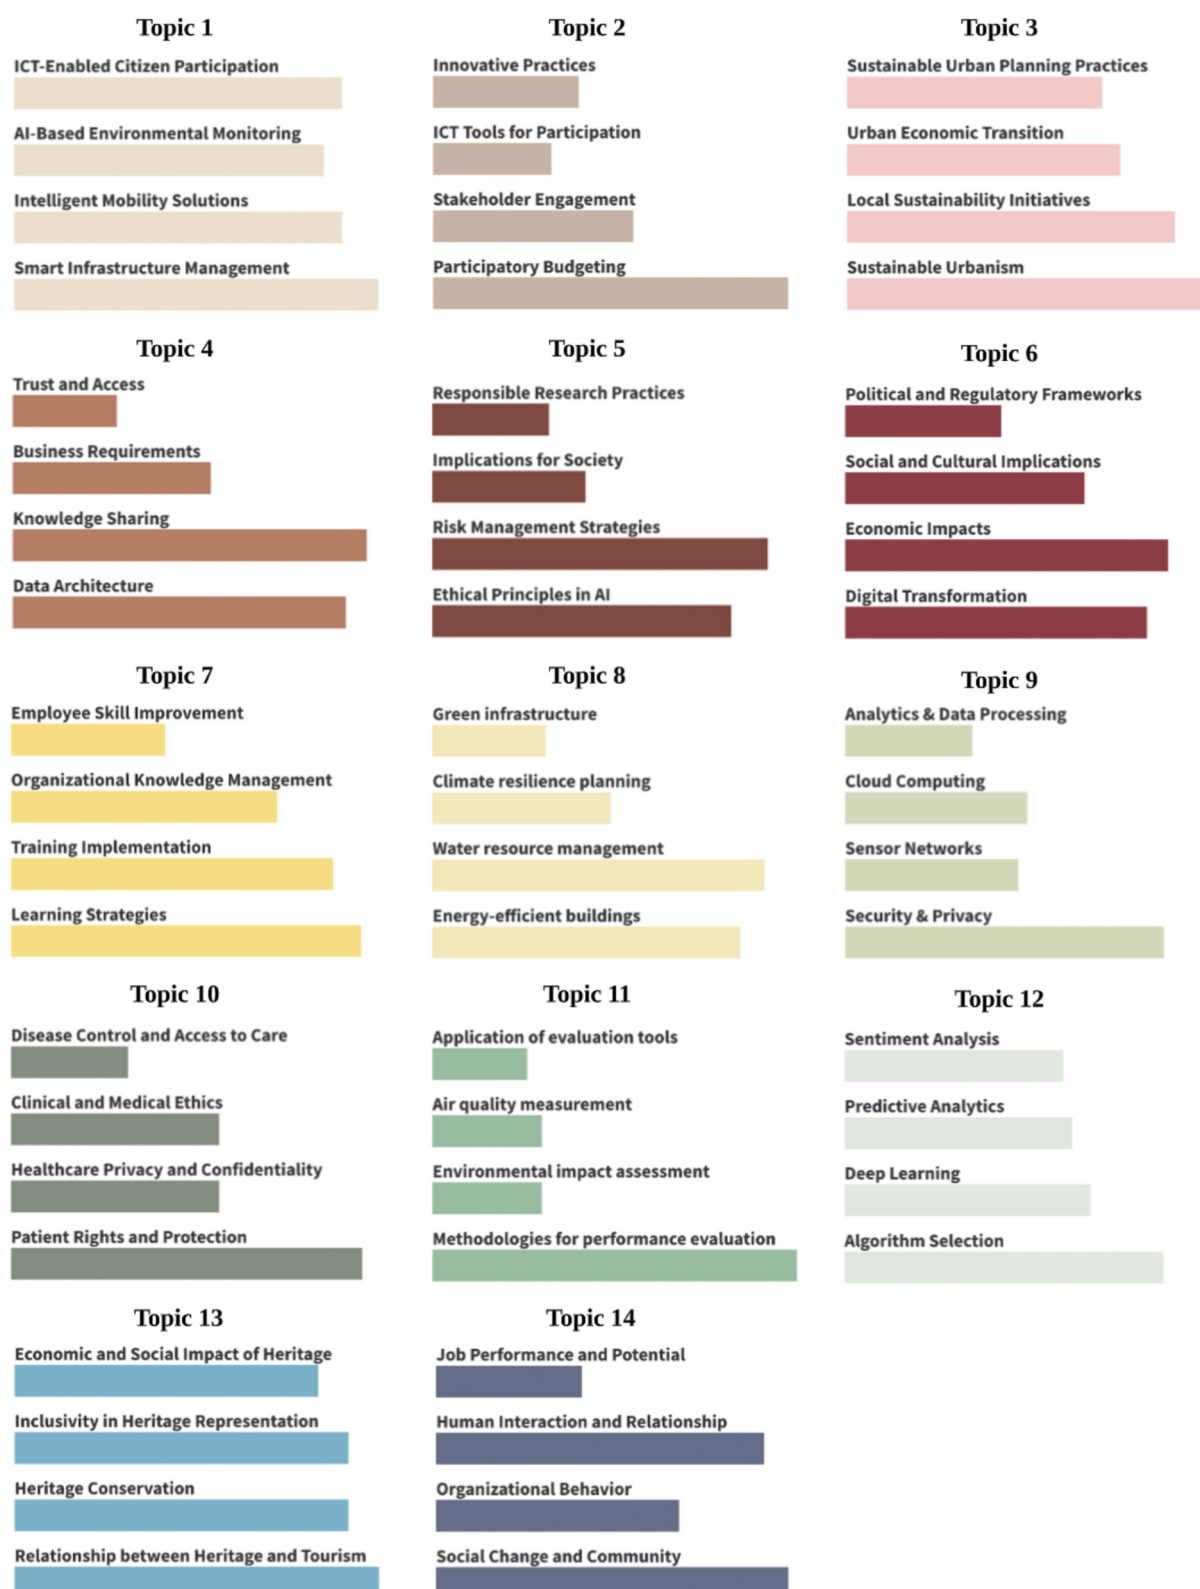 Topic 1
ICT-Enabled Citizen Participation
AI-Based Environmental Monitoring
Intelligent Mobility Solutions
Smart Infrastructure Management
Topic 2
Innovative Practices
ICT Tools for Participation
Stakeholder Engagement
Participatory Budgeting
Topic 3
Sustainable Urban Planning Practices
Urban Economic Transition
Local Sustainability Initiatives
Sustainable Urbanism
Topic 4
Trust and Access
Business Requirements
Knowledge Sharing
Data Architecture
Topic 5
Responsible Research Practices
Implications for Society
Risk Management Strategies
Ethical Principles in AI
Topic 6
Political and Regulatory Frameworks
Social and Cultural Implications
Economic Impacts
Digital Transformation
Topic 7
Employee Skill Improvement
Organizational Knowledge Management
Training Implementation
Learning Strategies
Topic 8
Green infrastructure
Climate resilience planning
Water resource management
Energy-efficient buildings
Topic 9
Analytics & Data Processing
Cloud Computing
Sensor Networks
Security & Privacy
Topic 10
Disease Control and Access to Care
Clinical and Medical Ethics
Healthcare Privacy and Confidentiality
Patient Rights and Protection
Topic 11
Application of evaluation tools
Air quality measurement
Environmental impact assessment
Methodologies for performance evaluation
Topic 12
Sentiment Analysis
Predictive Analytics
Deep Learning
Algorithm Selection
Topic 13
Economic and Social Impact of Heritage
Inclusivity in Heritage Representation
Heritage Conservation
Relationship between Heritage and Tourism
Topic 14
Job Performance and Potential
Human Interaction and Relationship
Organizational Behavior
Social Change and Community